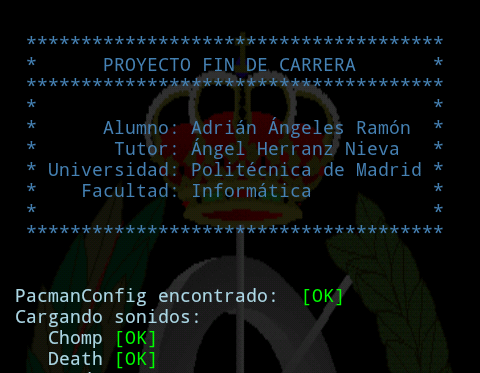 **************************************
* PROYECTO FIN DE CARRERA *
**************************************
* *
* Alumno: Adrián Ángeles Ramón *
* Tutor: Ángel Herranz Nieva *
* Universidad: Politécnica de Madrid *
* Facultad: Informática *
* *
**************************************
PacmanConfig encontrado: [OK]
Cargando sonidos:
Chomp [OK]
Death [OK]